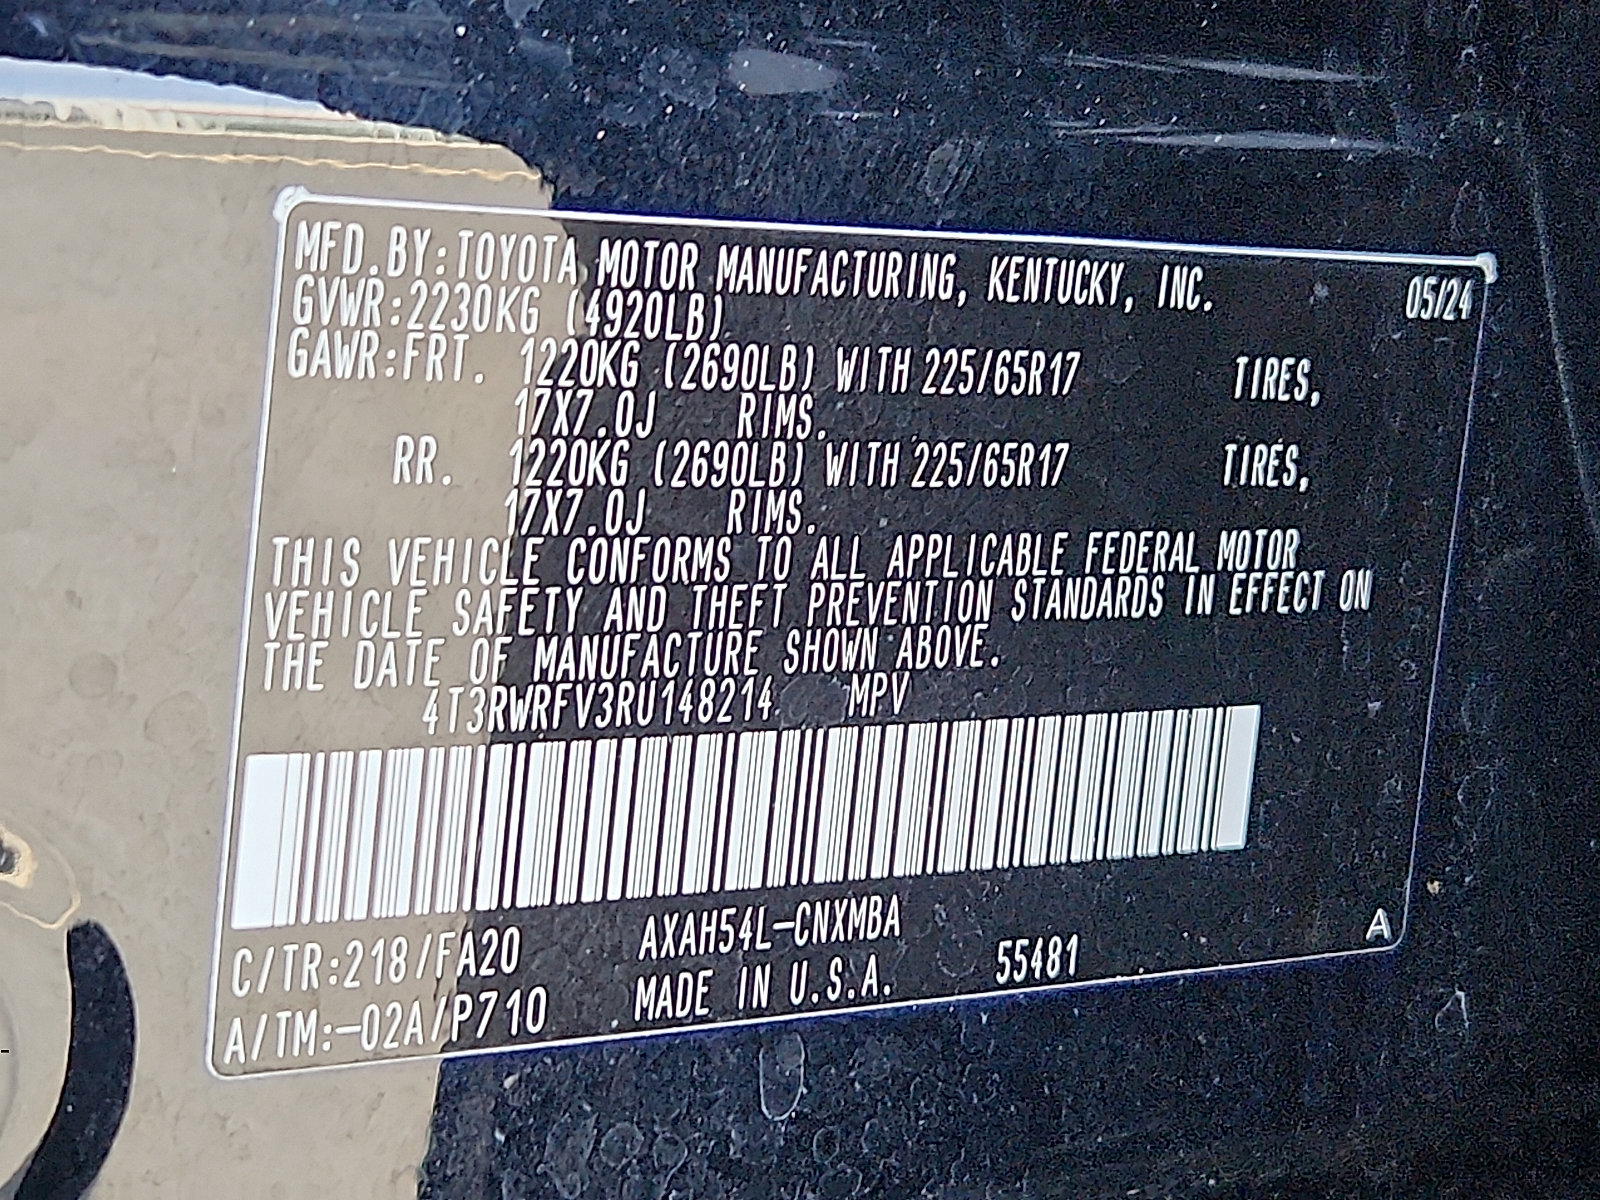 MFD.BY:TOYOTA MOTOR MANUFACTURING, KENTUCKY, INC. 05/24
GVWR:2230KG (4920LB)
GAWR:FRT. 1220KG (2690LB) WITH 225/65R17 TIRES,
17X7.0J RIMS.
RR. 1220KG (2690LB) WITH 225/65R17 TIRES,
17X7.0J RIMS.
THIS VEHICLE CONFORMS TO ALL APPLICABLE FEDERAL MOTOR
VEHICLE SAFETY AND THEFT PREVENTION STANDARDS IN EFFECT ON
THE DATE OF MANUFACTURE SHOWN ABOVE.
4T3RWRFV3RU148214 MPV
C/TR:218/FA20 AXAH54L-CNXMBA A
A/TM:-02A/P710 MADE IN U.S.A. 55481